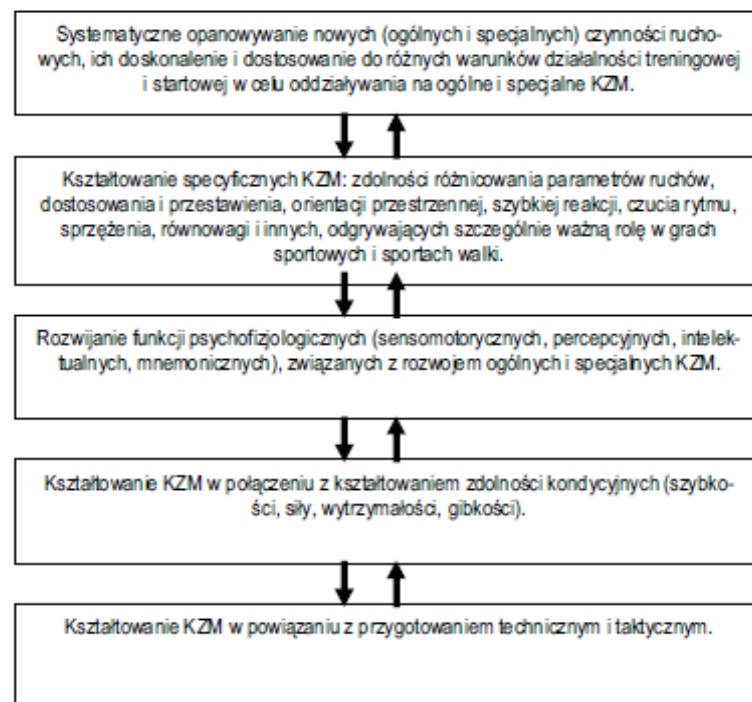 Systematyczne opanowywanie nowych (ogólnych i specjalnych) czynności rucho-
wych, ich doskonalenie i dostosowanie do różnych warunków działalności treningowej
i startowej w celu oddziaływania na ogólne i specjalne KZM.
Kształtowanie specyficznych KZM: zdolności różnicowania parametrów ruchów,
dostosowania i przestawienia, orientacji przestrzennej, szybkiej reakcji, czucia rytmu,
sprzężenia, równowagi i innych, odgrywających szczególnie ważną rolę w grach
sportowych i sportach walki.
Rozwijanie funkcji psychofizjologicznych (sensomotorycznych, percepcyjnych, intelek-
tualnych, mnemonicznych), związanych z rozwojem ogólnych i specjalnych KZM.
Kształtowanie KZM w połączeniu z kształtowaniem zdolności kondycyjnych (szybko-
ści, siły, wytrzymałości, gibkości).
Kształtowanie KZM w powiązaniu z przygotowaniem technicznym i taktycznym.